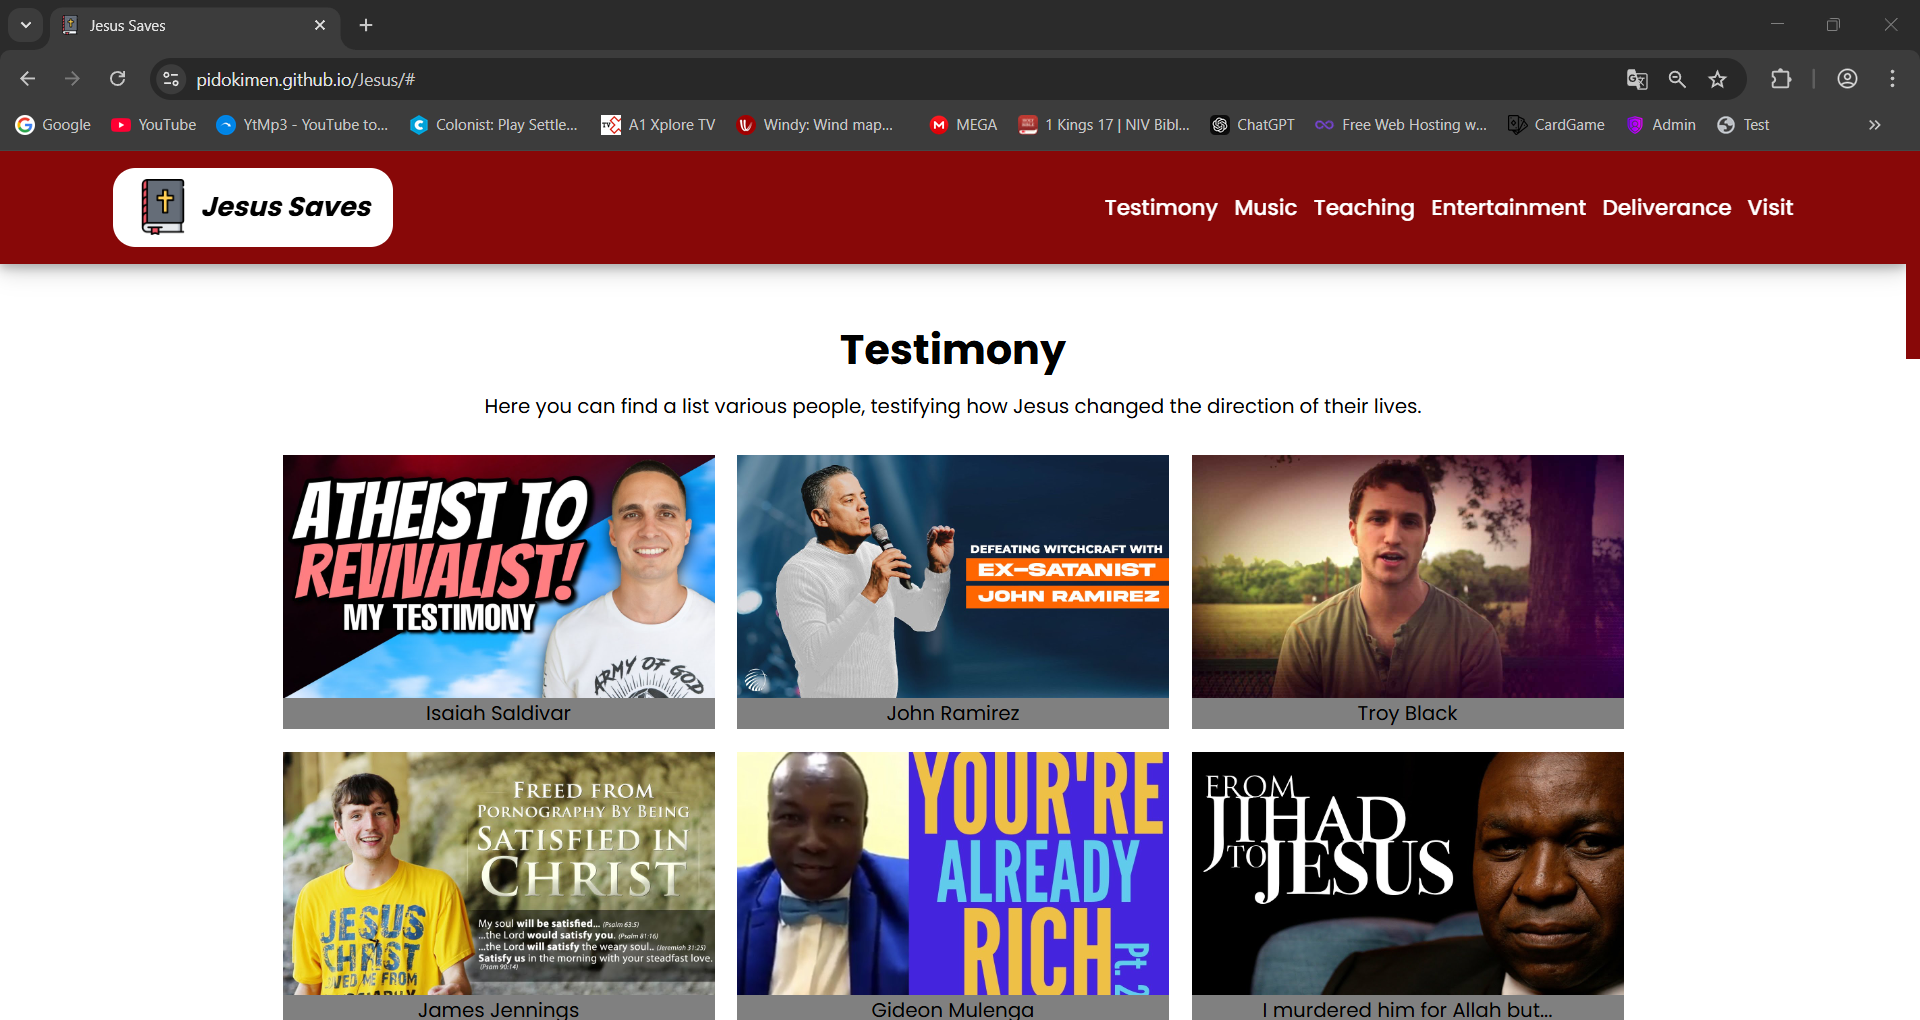 Jesus Saves
pidokimen.github.io/Jesus/#
Google YouTube YtMp3 - YouTube to... Colonist: Play Settle... A1 Xplore TV Windy: Wind map... MEGA 1 Kings 17 | NIV Bibl... ChatGPT Free Web Hosting w... CardGame Admin Test
Jesus Saves
Testimony Music Teaching Entertainment Deliverance Visit
Testimony
Here you can find a list various people, testifying how Jesus changed the direction of their lives.
ATHEIST TO
REVIVALIST!
MY TESTIMONY
ARMY OF GOD
Isaiah Saldivar
DEFEATING WITCHCRAFT WITH
EX-SATANIST
JOHN RAMIREZ
John Ramirez
Troy Black
FREED FROM
PORNOGRAPHY BY BEING
SATISFIED IN
CHRIST
My soul will be satisfied... (Psalm 63:5)
...the Lord would satisfy you. (Psalm 81:16)
...the Lord will satisfy the weary soul.. (Jeremiah 31:25)
Satisfy us in the morning with your steadfast love.
(Psam 90:14)
JESUS
CHRIST
ME FROM
James Jennings
YOUR'RE
ALREADY
RICH
Pt. 2
Gideon Mulenga
FROM
JIHAD
TO JESUS
I murdered him for Allah but...